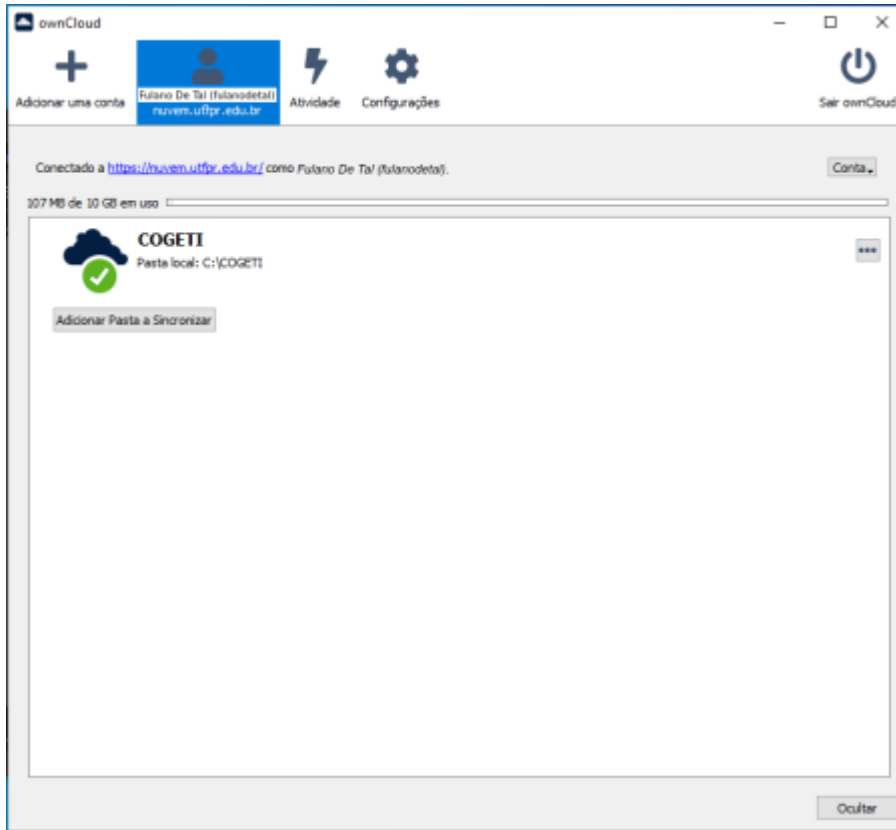 ownCloud
Adicionar uma conta
Fulano De Tal (fulanodetal)
nuvem.utfpr.edu.br
Atividade
Configurações
Sair ownCloud
Conectado a https://nuvem.utfpr.edu.br/ como Fulano De Tal (fulanodetal).
Conta
107 MB de 10 GB em uso
COGETI
Pasta local: C:\COGETI
Adicionar Pasta a Sincronizar
Ocultar